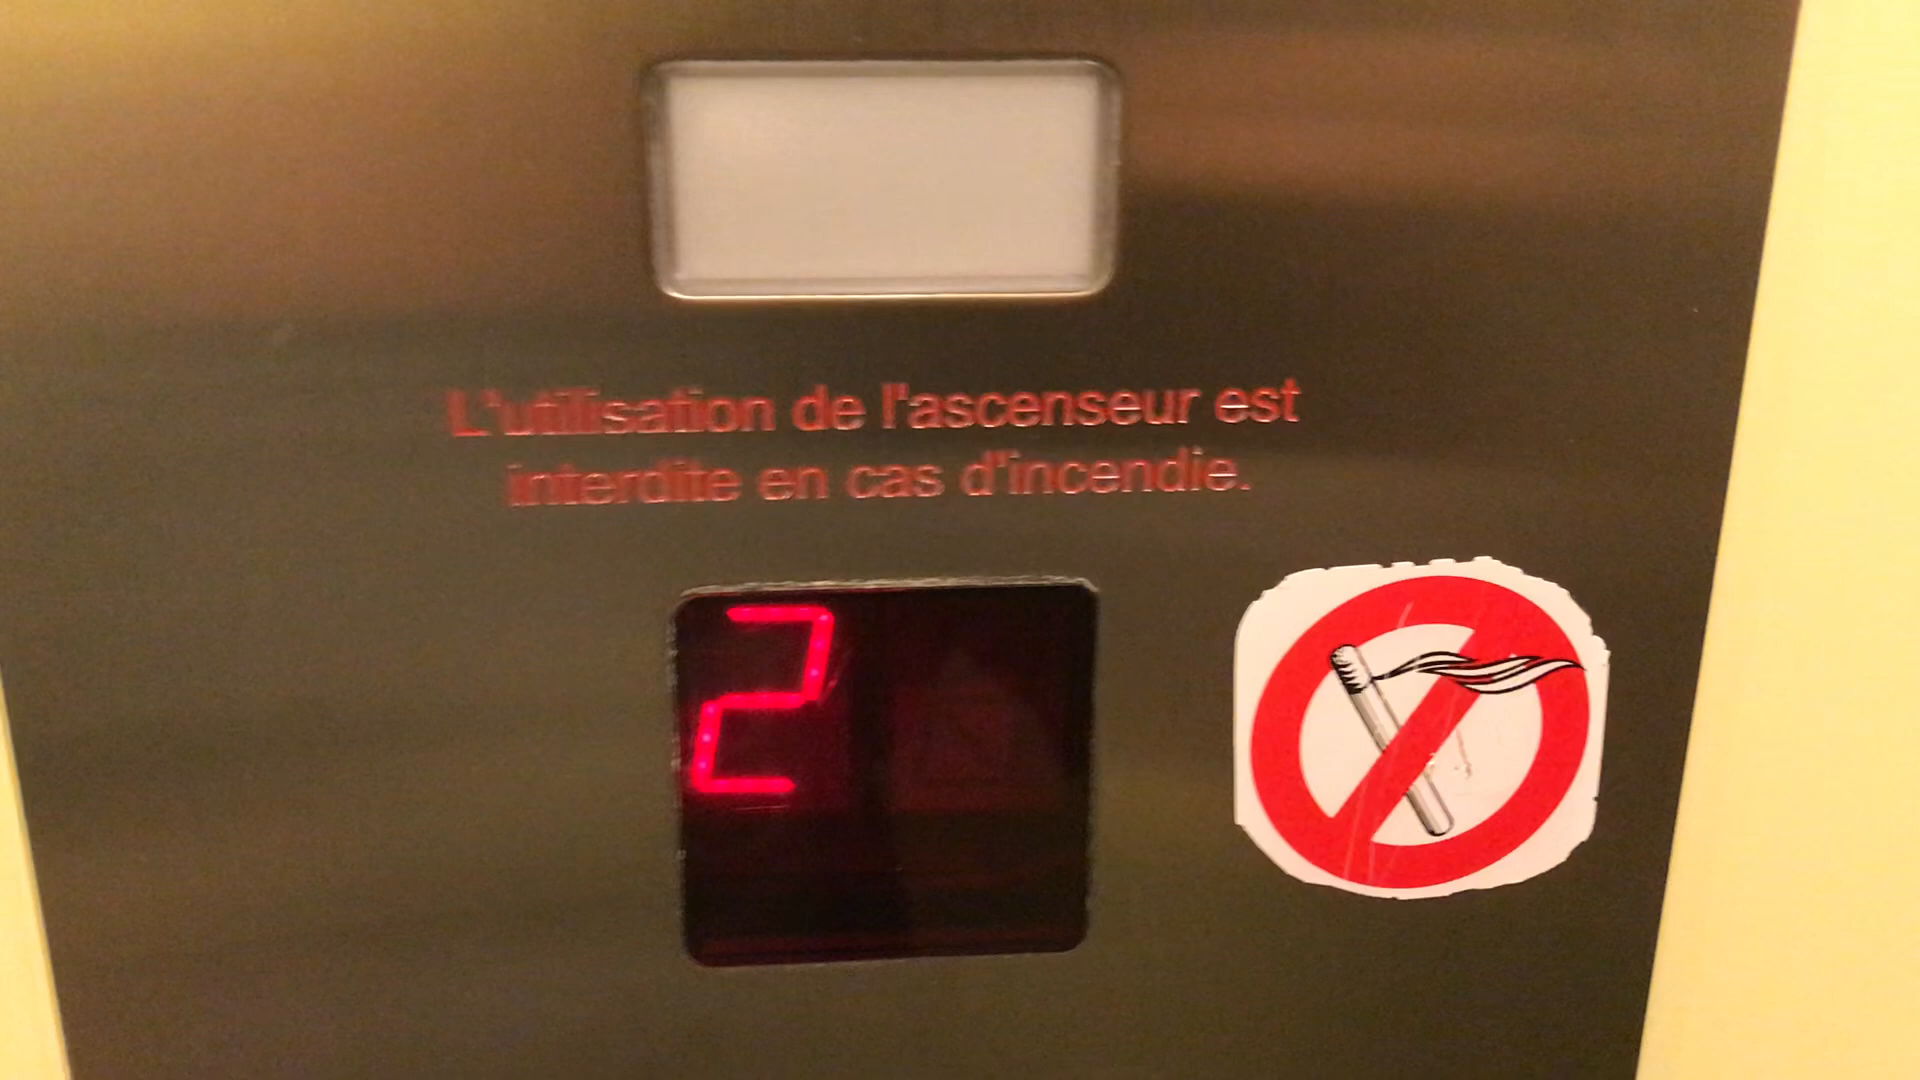 L'utilisation de l'ascenseur est
interdite en cas d'incendie.
2